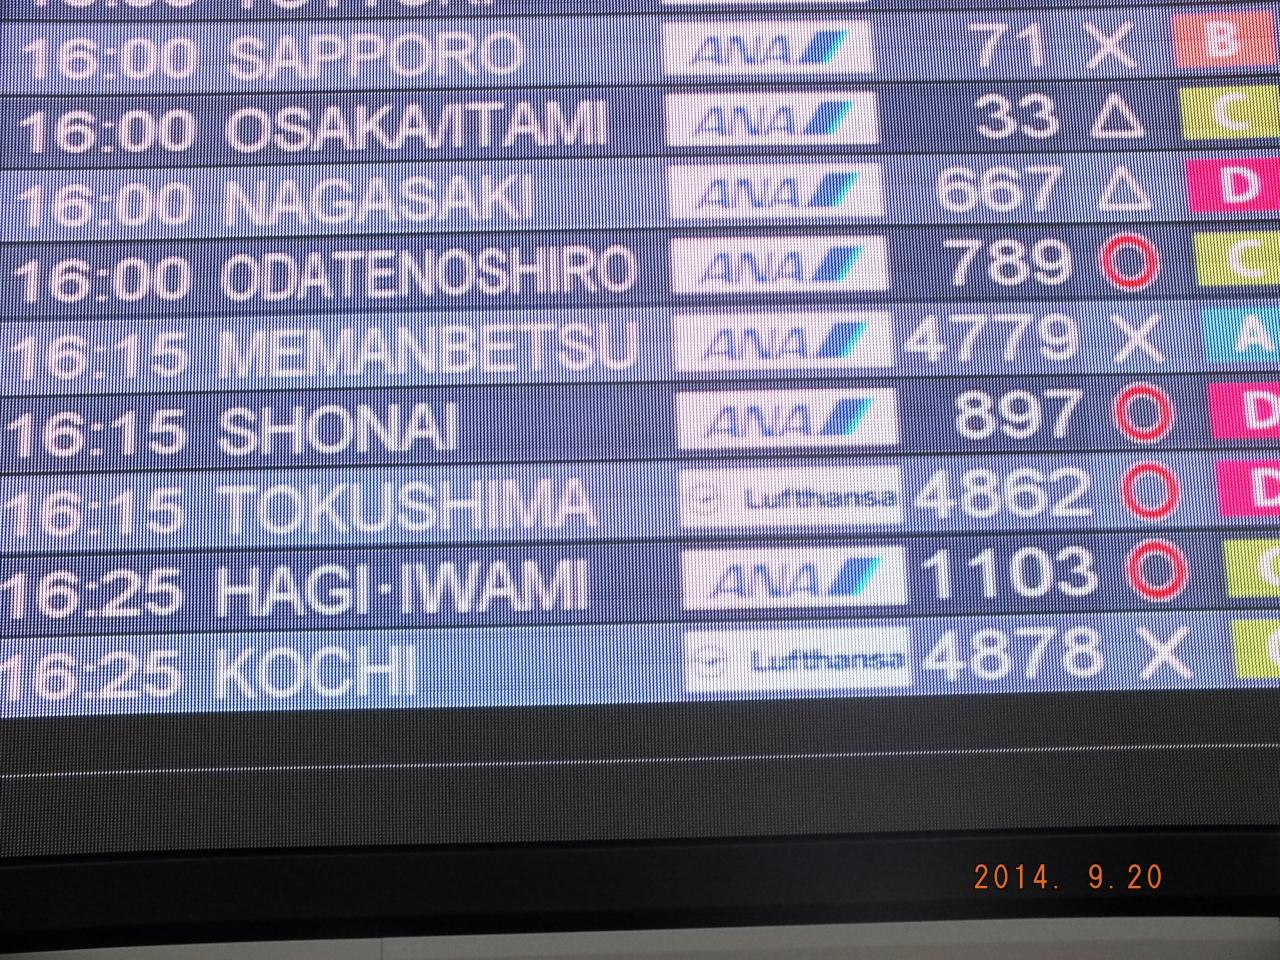 16:00 SAPPORO ANA 71 X B
16:00 OSAKA/ITAMI ANA 33 △ C
16:00 NAGASAKI ANA 667 △ D
16:00 ODATENOSHIRO ANA 789 ○ C
16:15 MEMANBETSU ANA 4779 X A
16:15 SHONAI ANA 897 ○ D
16:15 TOKUSHIMA Lufthansa 4862 ○ D
16:25 HAGI·IWAMI ANA 1103 ○ C
16:25 KOCHI Lufthansa 4878 X C
2014. 9.20